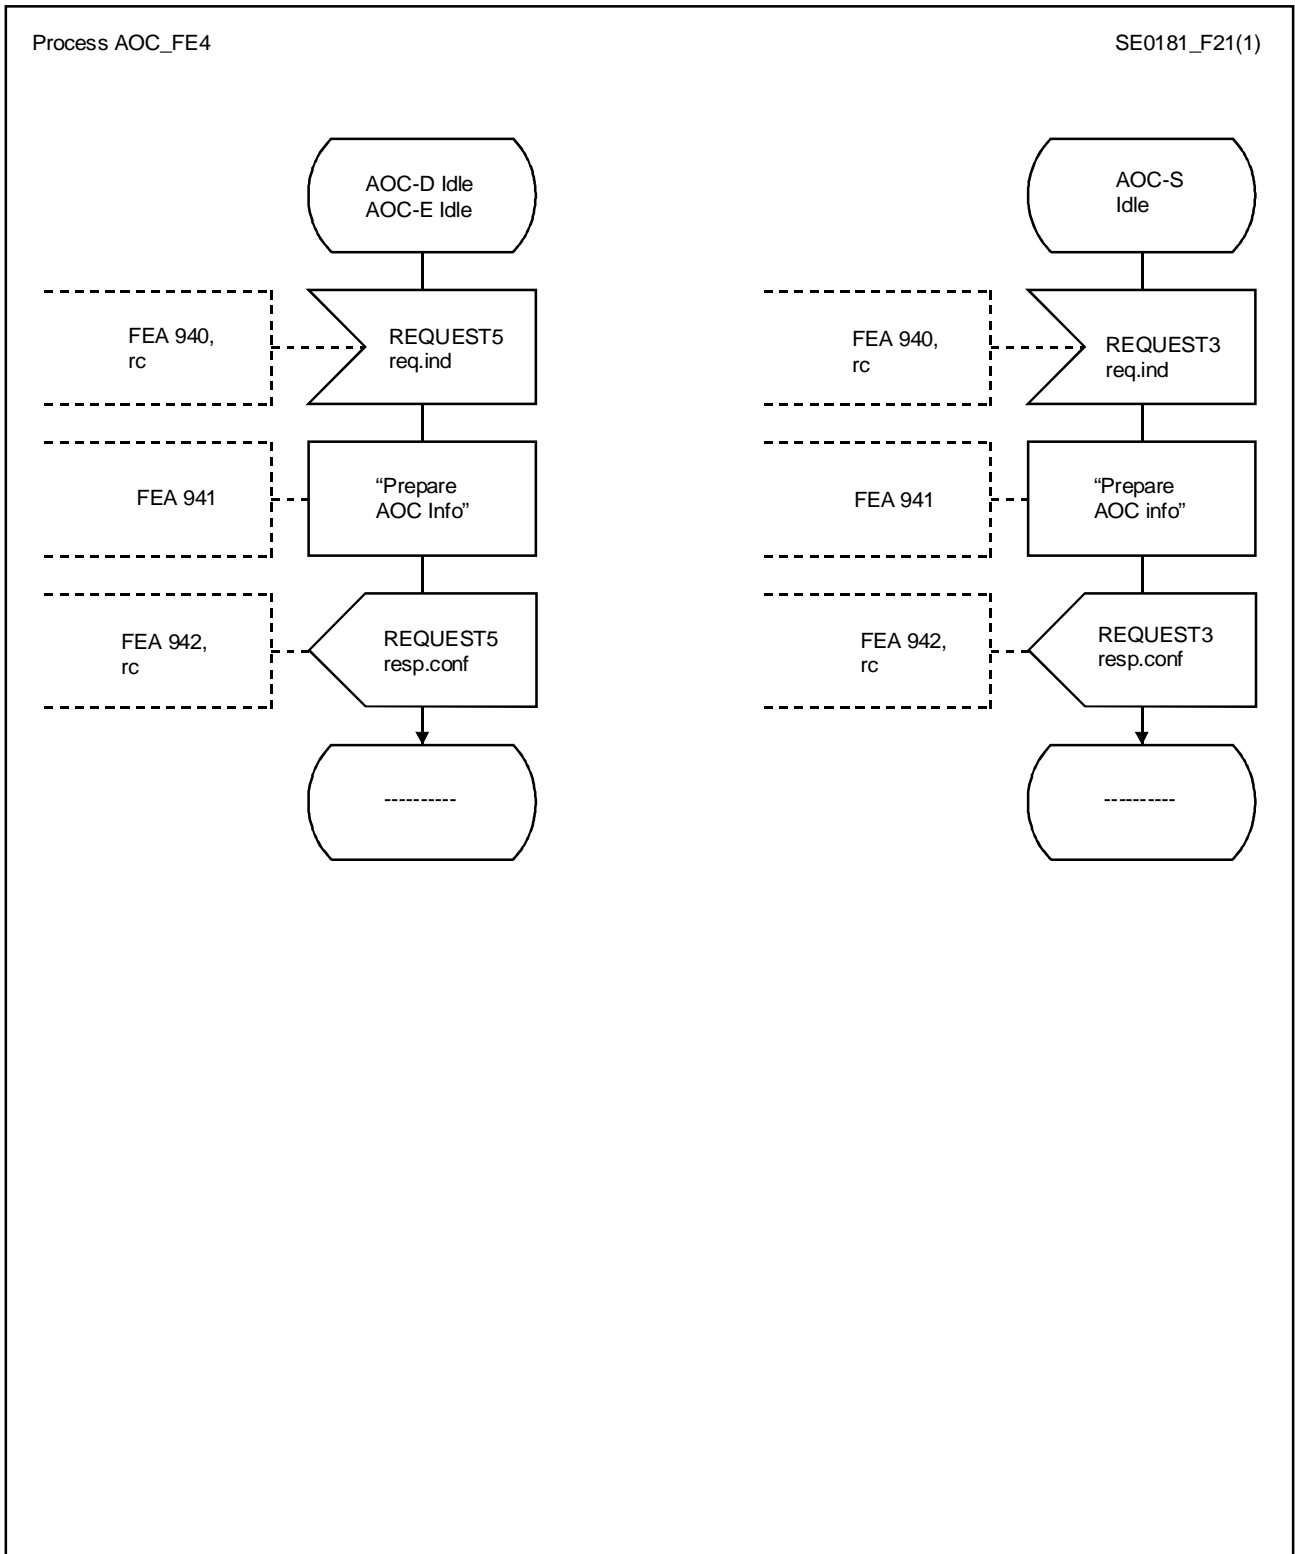 Process AOC_FE4
SE0181_F21(1)
AOC-D Idle
AOC-E Idle
FEA 940,
rc
REQUEST5
req.ind
FEA 941
“Prepare
AOC Info”
FEA 942,
rc
REQUEST5
resp.conf
----------
AOC-S
Idle
FEA 940,
rc
REQUEST3
req.ind
FEA 941
“Prepare
AOC info”
FEA 942,
rc
REQUEST3
resp.conf
----------